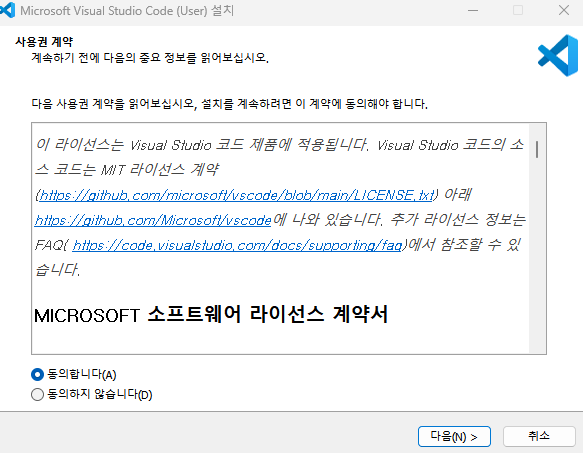 Microsoft Visual Studio Code (User) 설치
사용권 계약
계속하기 전에 다음의 중요 정보를 읽어보십시오.
다음 사용권 계약을 읽어보십시오, 설치를 계속하려면 이 계약에 동의해야 합니다.
이 라이선스는 Visual Studio 코드 제품에 적용됩니다. Visual Studio 코드의 소
스 코드는 MIT 라이선스 계약
(https://github.com/microsoft/vscode/blob/main/LICENSE.txt) 아래
https://github.com/Microsoft/vscode에 나와 있습니다. 추가 라이선스 정보는
FAQ( https://code.visualstudio.com/docs/supporting/faq)에서 참조할 수 있
습니다.
MICROSOFT 소프트웨어 라이선스 계약서
동의합니다(A)
동의하지 않습니다(D)
다음(N) >
취소